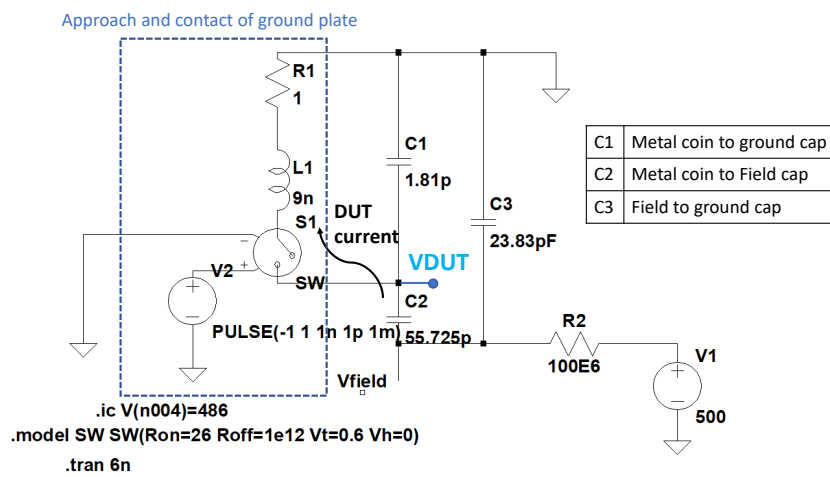 Approach and contact of ground plate
R1
1
C1
1.81p
L1
9n
C3
23.83pF
S1
DUT
current
VDUT
V2
SW
C2
55.725p
PULSE(-1 1 1n 1p 1m)
R2
100E6
V1
500
Vfield
.ic V(n004)=486
.model SW SW(Ron=26 Roff=1e12 Vt=0.6 Vh=0)
.tran 6n
C1 Metal coin to ground cap
C2 Metal coin to Field cap
C3 Field to ground cap